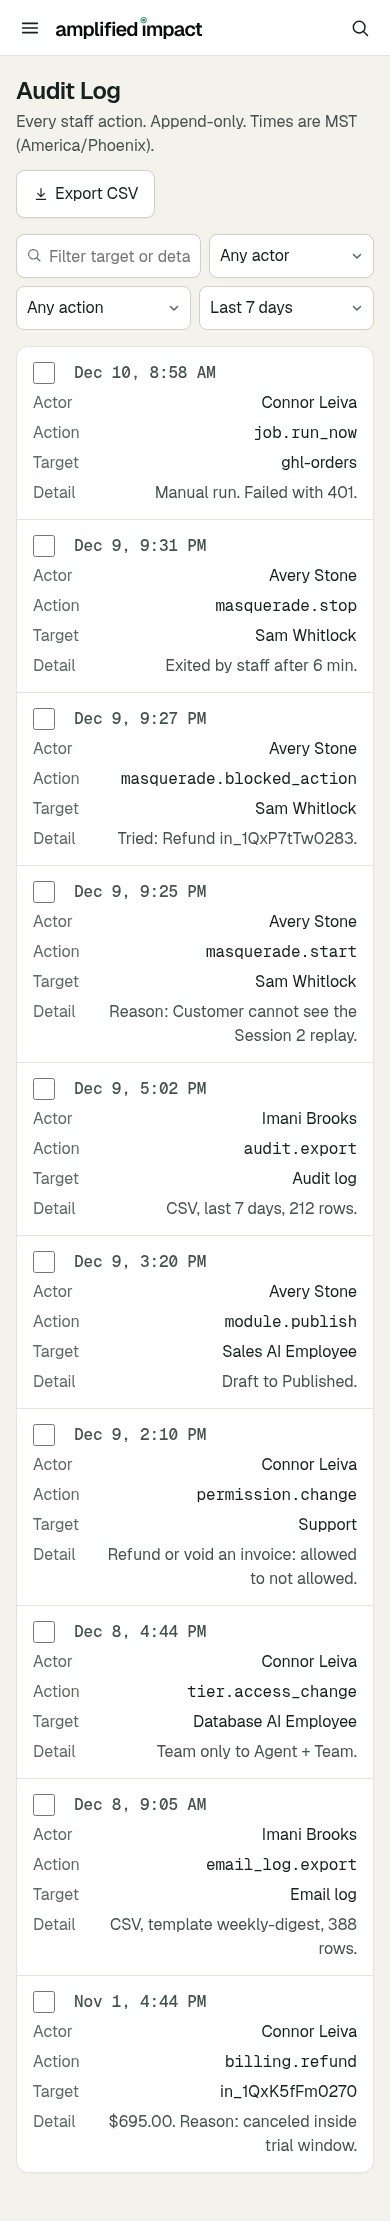 amplified impact
Audit Log
Every staff action. Append-only. Times are MST
(America/Phoenix).
Export CSV
Filter target or deta
Any actor
Any action
Last 7 days
Dec 10, 8:58 AM
Actor Connor Leiva
Action job.run_now
Target ghl-orders
Detail Manual run. Failed with 401.
Dec 9, 9:31 PM
Actor Avery Stone
Action masquerade.stop
Target Sam Whitlock
Detail Exited by staff after 6 min.
Dec 9, 9:27 PM
Actor Avery Stone
Action masquerade.blocked_action
Target Sam Whitlock
Detail Tried: Refund in_1QxP7tTw0283.
Dec 9, 9:25 PM
Actor Avery Stone
Action masquerade.start
Target Sam Whitlock
Detail Reason: Customer cannot see the
Session 2 replay.
Dec 9, 5:02 PM
Actor Imani Brooks
Action audit.export
Target Audit log
Detail CSV, last 7 days, 212 rows.
Dec 9, 3:20 PM
Actor Avery Stone
Action module.publish
Target Sales AI Employee
Detail Draft to Published.
Dec 9, 2:10 PM
Actor Connor Leiva
Action permission.change
Target Support
Detail Refund or void an invoice: allowed
to not allowed.
Dec 8, 4:44 PM
Actor Connor Leiva
Action tier.access_change
Target Database AI Employee
Detail Team only to Agent + Team.
Dec 8, 9:05 AM
Actor Imani Brooks
Action email_log.export
Target Email log
Detail CSV, template weekly-digest, 388
rows.
Nov 1, 4:44 PM
Actor Connor Leiva
Action billing.refund
Target in_1QxK5fFm0270
Detail $695.00. Reason: canceled inside
trial window.